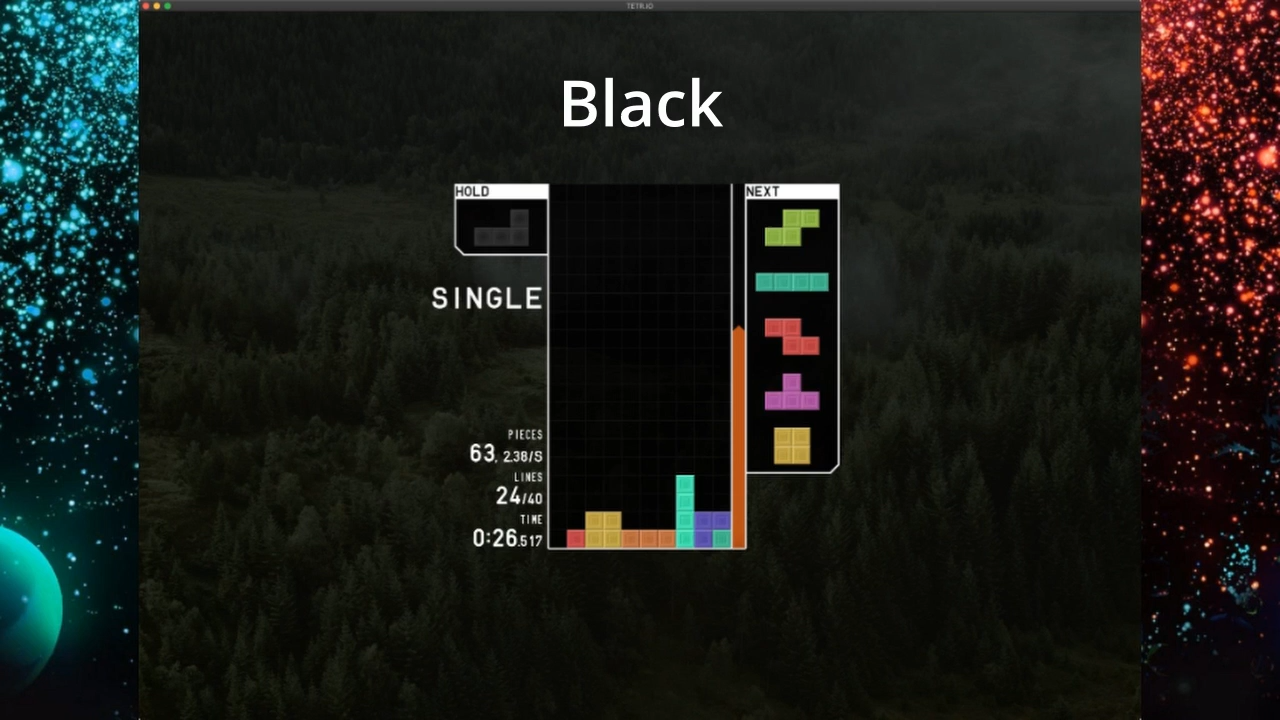 TETR.IO
Black
HOLD
NEXT
SINGLE
PIECES
63, 2.38/S
LINES
24/40
TIME
0:26.517